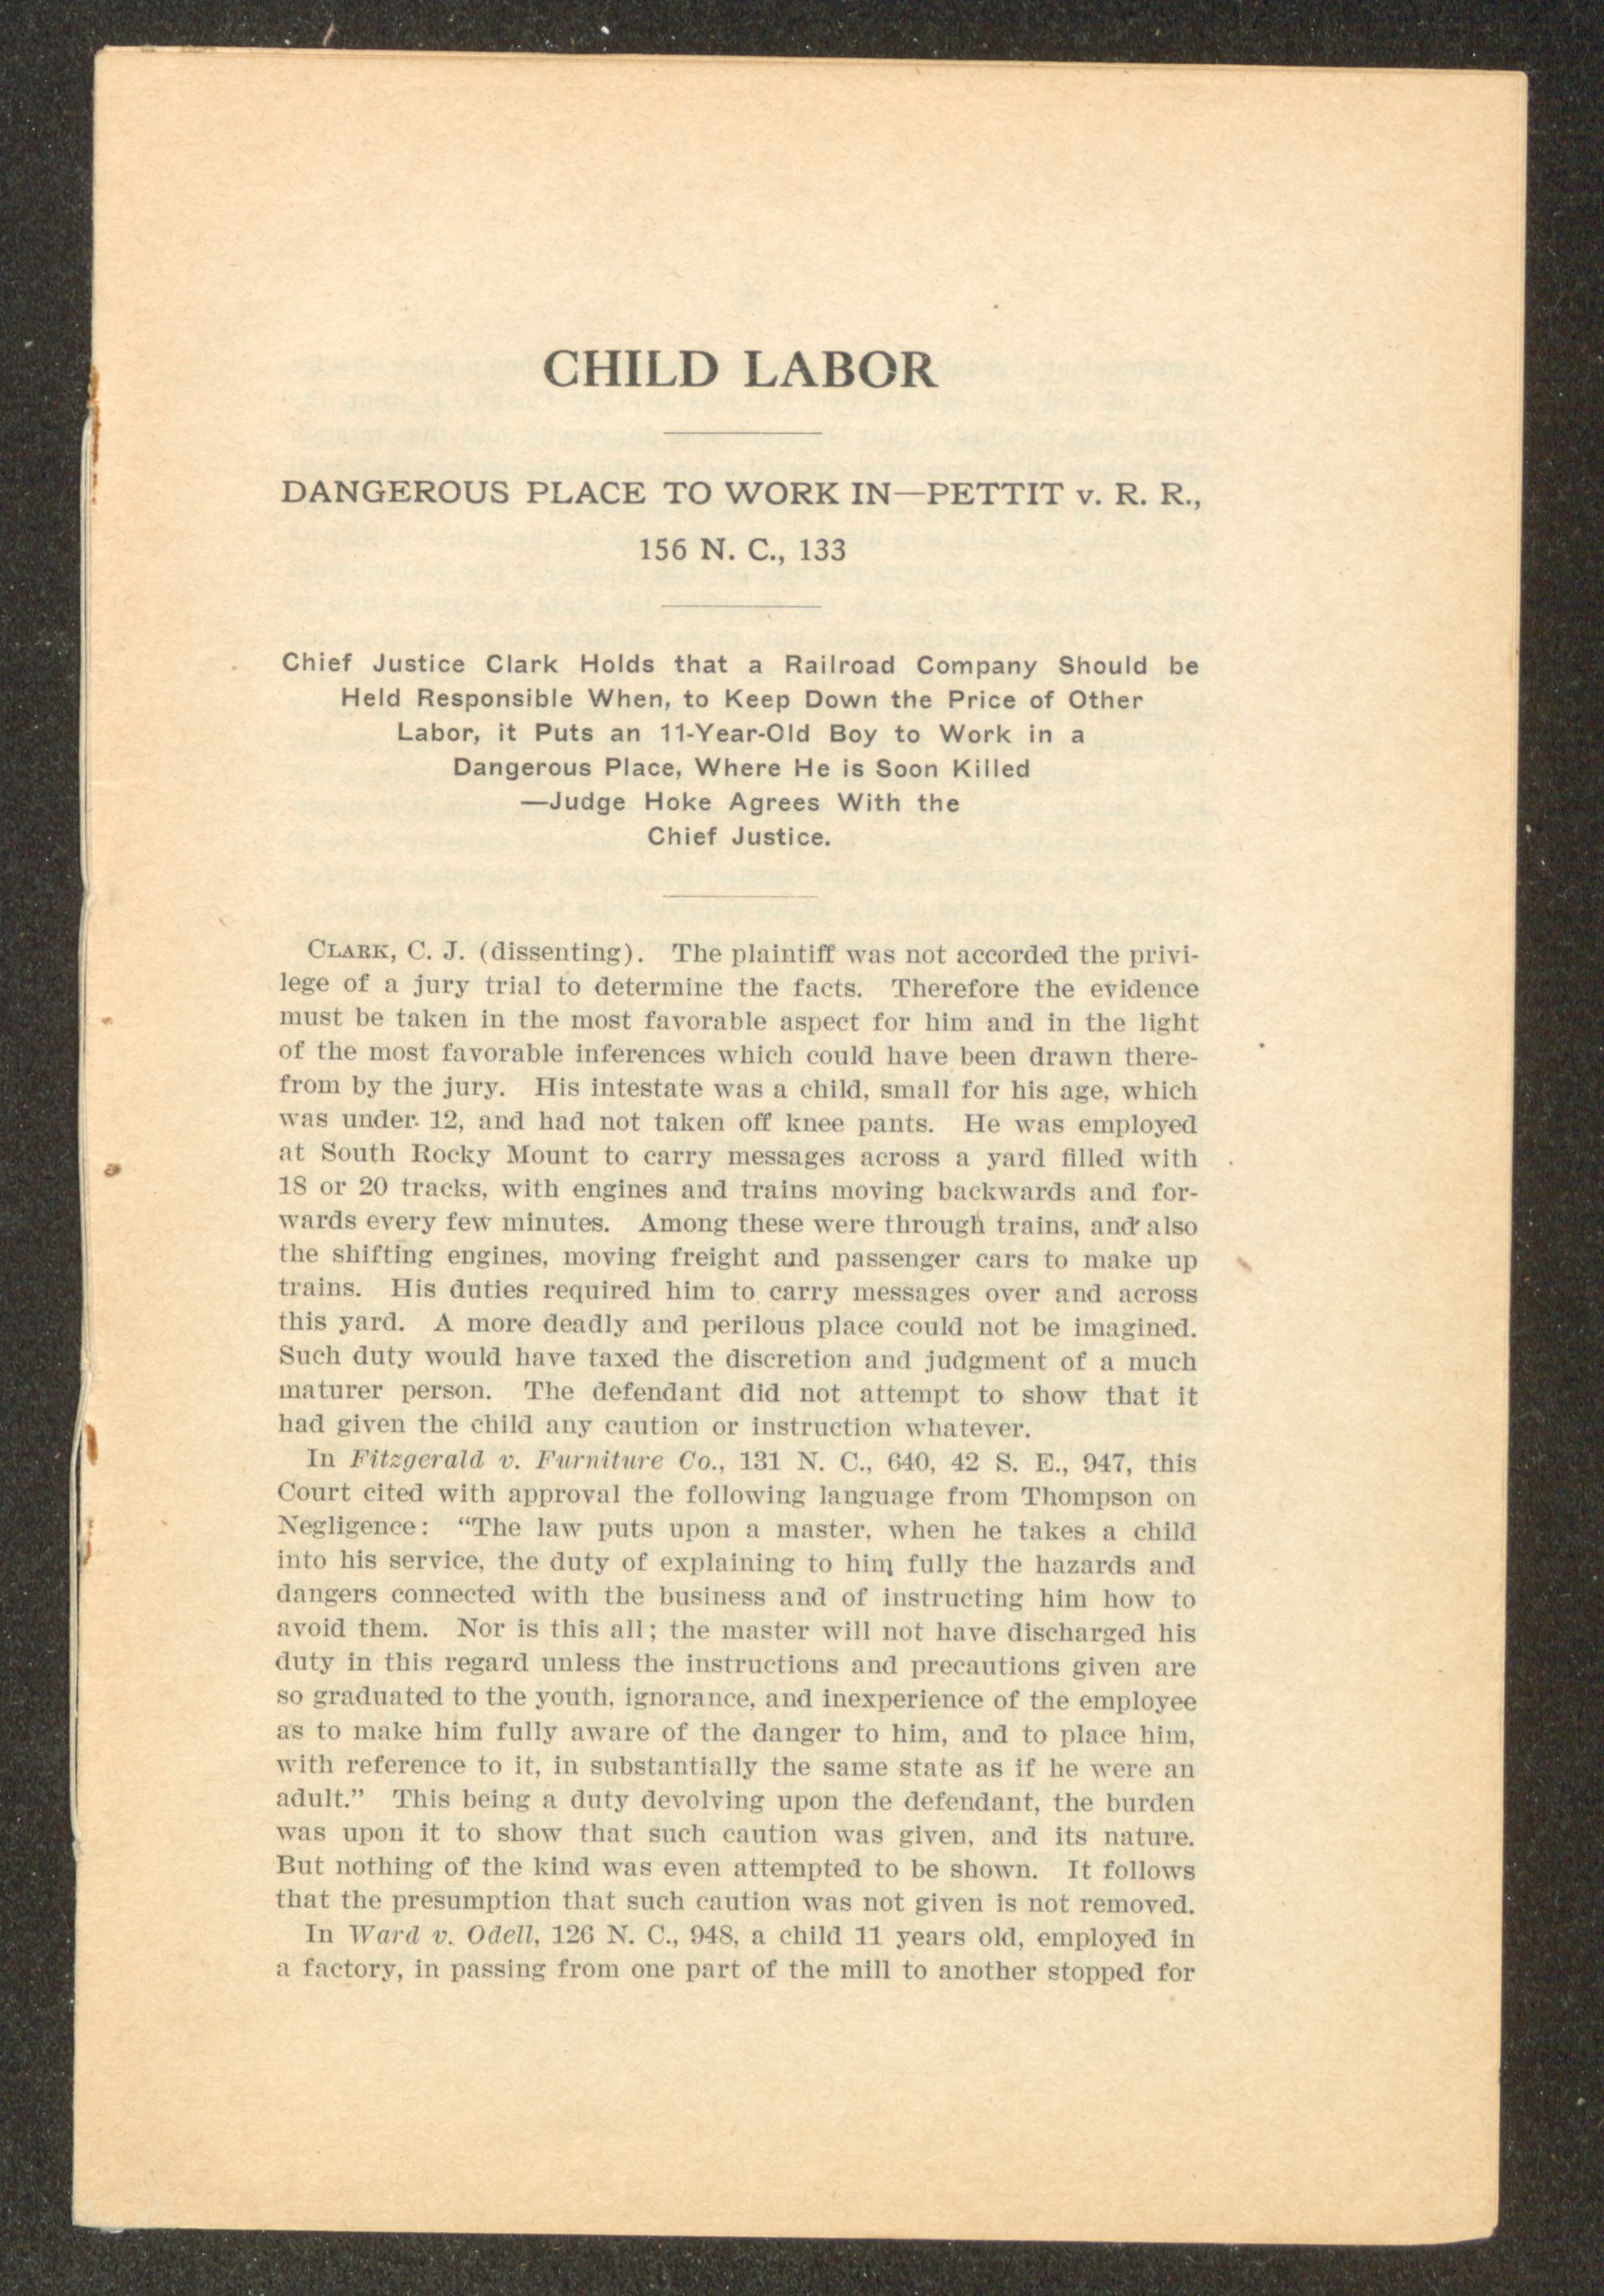 CHILD LABOR
DANGEROUS PLACE TO WORK IN—PETTIT v. R. R.,
156 N. C., 133
Chief Justice Clark Holds that a Railroad Company Should be
Held Responsible When, to Keep Down the Price of Other
Labor, it Puts an 11-Year-Old Boy to Work in a
Dangerous Place, Where He is Soon Killed
—Judge Hoke Agrees With the
Chief Justice.
CLARK, C. J. (dissenting). The plaintiff was not accorded the privi-
lege of a jury trial to determine the facts. Therefore the evidence
must be taken in the most favorable aspect for him and in the light
of the most favorable inferences which could have been drawn there-
from by the jury. His intestate was a child, small for his age, which
was under 12, and had not taken off knee pants. He was employed
at South Rocky Mount to carry messages across a yard filled with
18 or 20 tracks, with engines and trains moving backwards and for-
wards every few minutes. Among these were through trains, and also
the shifting engines, moving freight and passenger cars to make up
trains. His duties required him to carry messages over and across
this yard. A more deadly and perilous place could not be imagined.
Such duty would have taxed the discretion and judgment of a much
maturer person. The defendant did not attempt to show that it
had given the child any caution or instruction whatever.
In Fitzgerald v. Furniture Co., 131 N. C., 640, 42 S. E., 947, this
Court cited with approval the following language from Thompson on
Negligence: “The law puts upon a master, when he takes a child
into his service, the duty of explaining to him fully the hazards and
dangers connected with the business and of instructing him how to
avoid them. Nor is this all; the master will not have discharged his
duty in this regard unless the instructions and precautions given are
so graduated to the youth, ignorance, and inexperience of the employee
as to make him fully aware of the danger to him, and to place him,
with reference to it, in substantially the same state as if he were an
adult.” This being a duty devolving upon the defendant, the burden
was upon it to show that such caution was given, and its nature.
But nothing of the kind was even attempted to be shown. It follows
that the presumption that such caution was not given is not removed.
In Ward v. Odell, 126 N. C., 948, a child 11 years old, employed in
a factory, in passing from one part of the mill to another stopped for